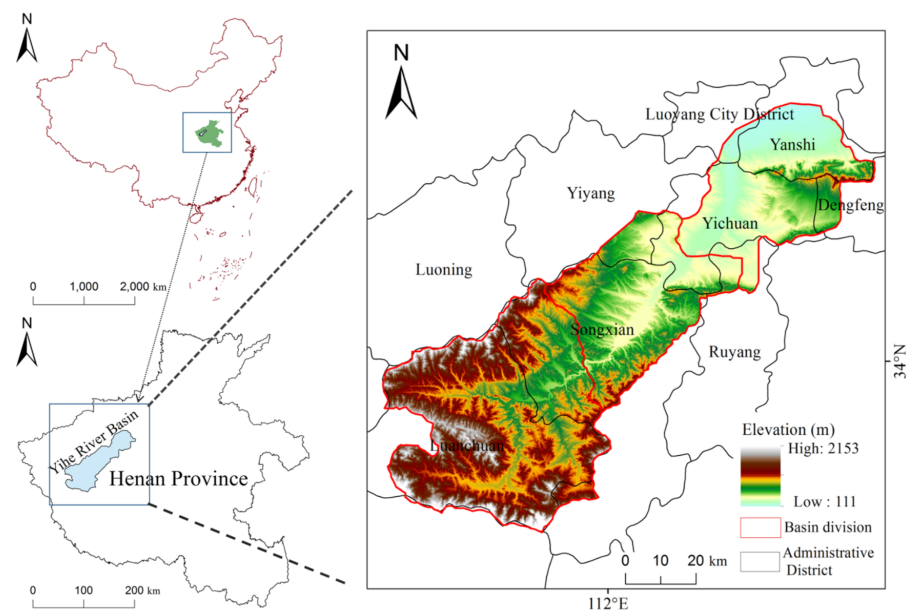 N
0 1,000 2,000 km
N
Yihe River Basin
Henan Province
0 100 200 km
N
Luoyang City District
Yanshi
Yiyang
Dengfeng
Yichuan
Luoning
Songxian
Ruyang
Luanchuan
34°N
Elevation (m)
High: 2153
Low : 111
Basin division
Administrative
District
0 10 20 km
112°E